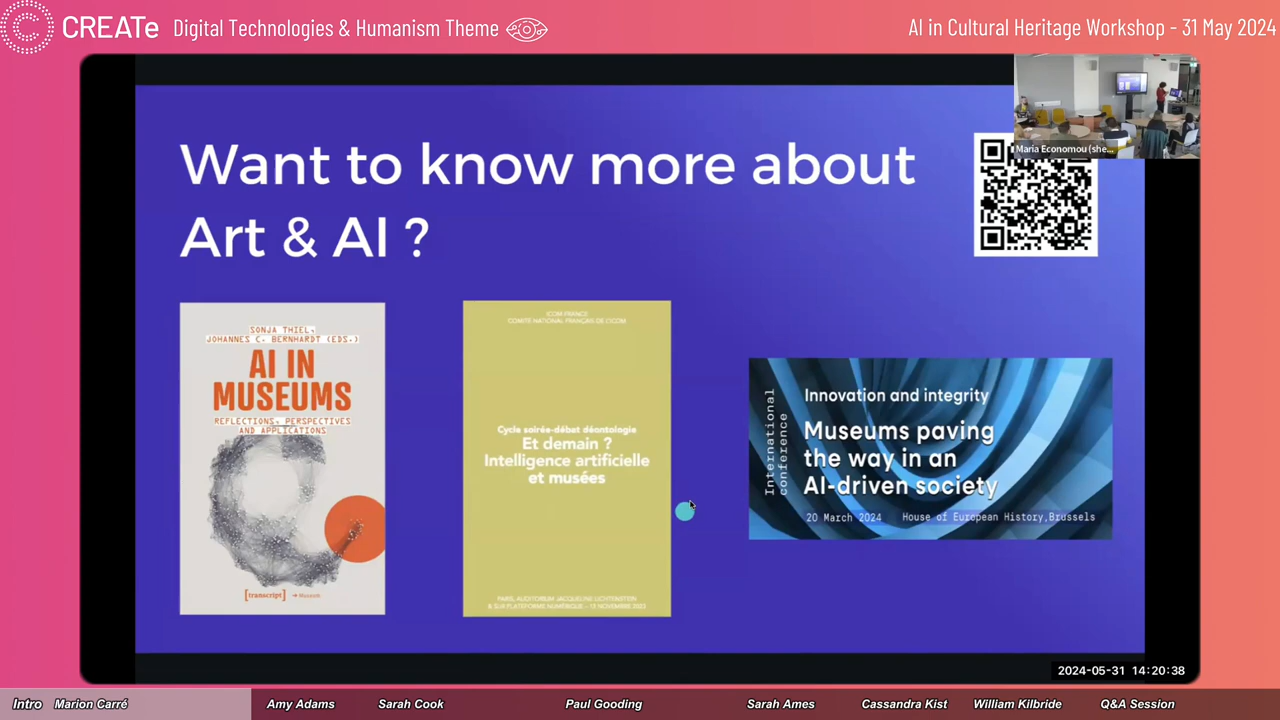 CREATe Digital Technologies & Humanism Theme
AI in Cultural Heritage Workshop - 31 May 2024
Maria Economou (she...
Want to know more about
Art & AI ?
SONJA THIEL,
JOHANNES C. BERNHARDT (EDS.)
AI IN
MUSEUMS
REFLECTIONS, PERSPECTIVES
AND APPLICATIONS
[transcript] → Museum
ICOM FRANCE
COMITÉ NATIONAL FRANÇAIS DE L'ICOM
Cycle soirée-débat déontologie
Et demain ?
Intelligence artificielle
et musées
PARIS, AUDITORIUM JACQUELINE LICHTENSTEIN
& SUR PLATEFORME NUMÉRIQUE – 15 NOVEMBRE 2023
International
conference
Innovation and integrity
Museums paving
the way in an
AI-driven society
20 March 2024 House of European History, Brussels
2024-05-31 14:20:38
Intro Marion Carré Amy Adams Sarah Cook Paul Gooding Sarah Ames Cassandra Kist William Kilbride Q&A Session